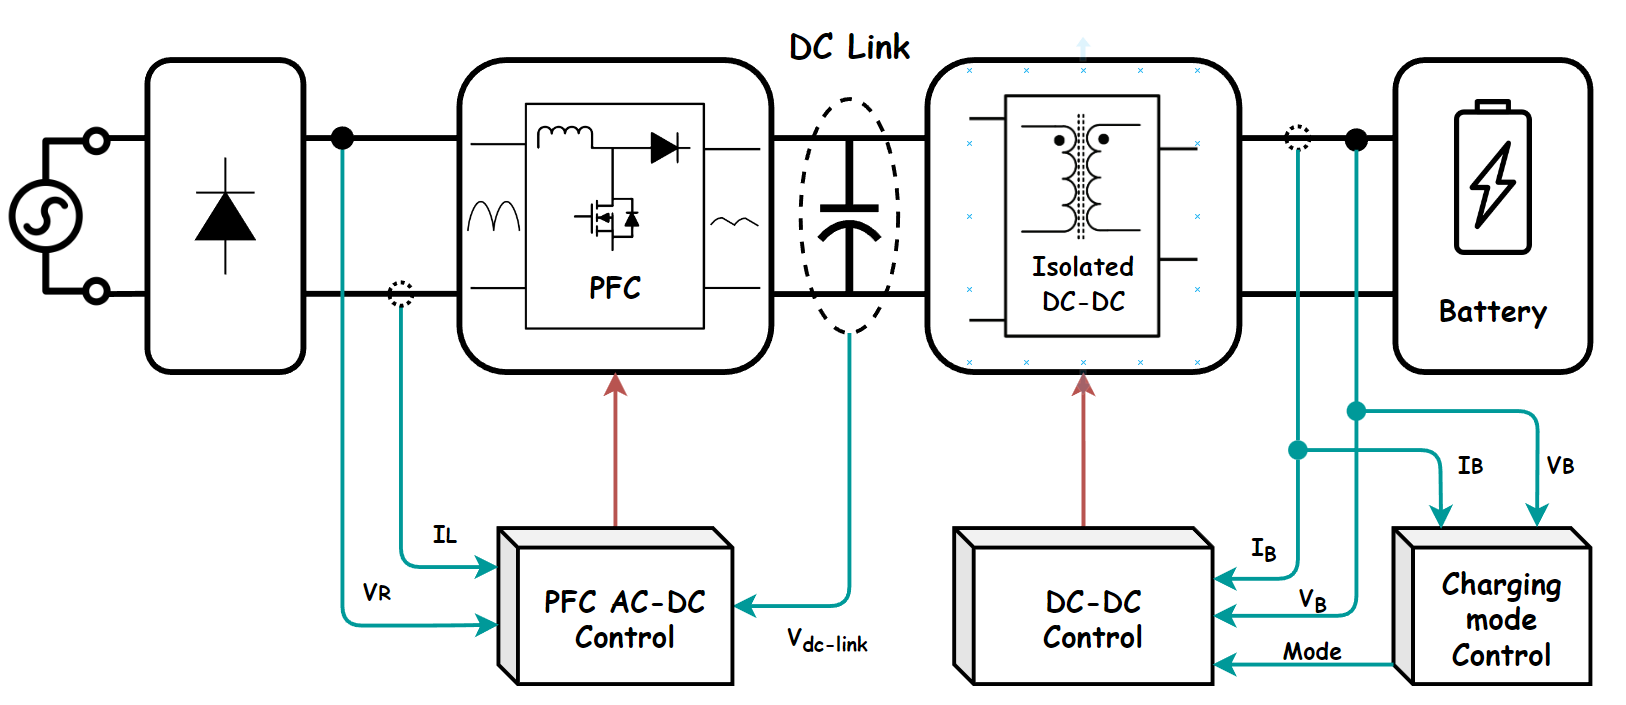 DC Link
PFC
Isolated
DC-DC
Battery
IL
VR
PFC AC-DC
Control
Vdc-link
DC-DC
Control
IB
VB
Mode
IB
VB
Charging
mode
Control